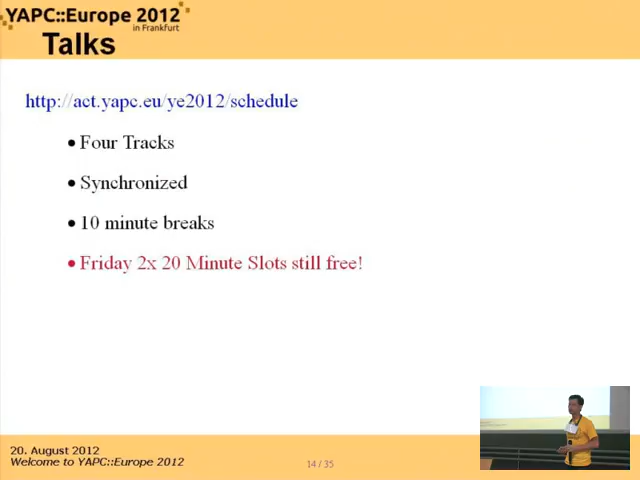 YAPC::Europe 2012
in Frankfurt
Talks
http://act.yapc.eu/ye2012/schedule
• Four Tracks
• Synchronized
• 10 minute breaks
• Friday 2x 20 Minute Slots still free!
20. August 2012
Welcome to YAPC::Europe 2012
14 / 35